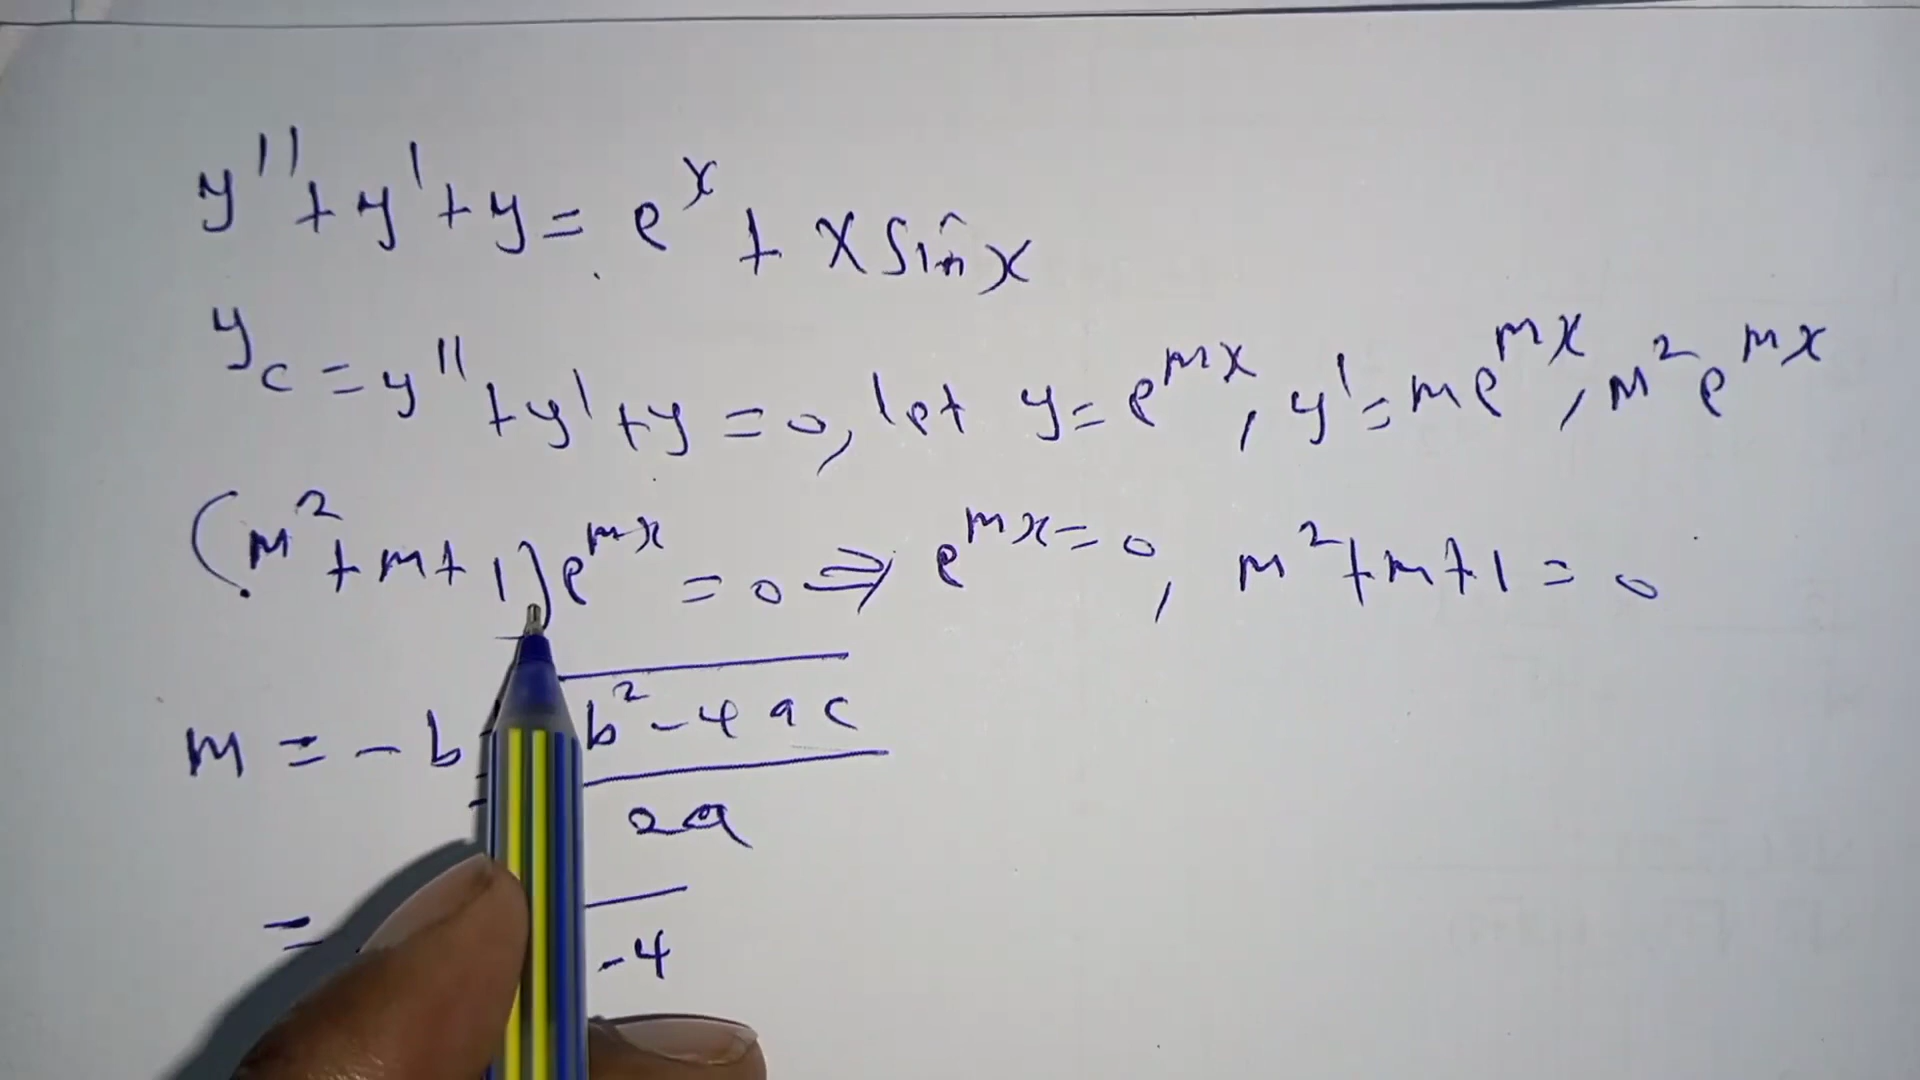 y'' + y' + y = e^x + x sin x
y_c = y'' + y' + y = 0, let y = e^mx, y' = me^mx, m^2 e^mx
(m^2 + m + 1)e^mx = 0 ⇒ e^mx = 0, m^2 + m + 1 = 0
m = -b b^2 - 4ac
2a
= -4